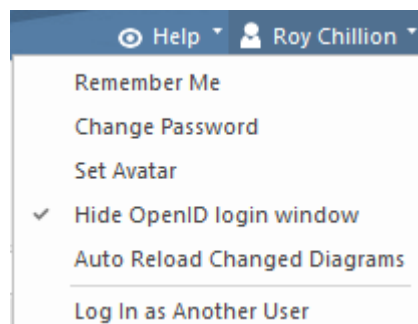 Help Roy Chillion
Remember Me
Change Password
Set Avatar
Hide OpenID login window
Auto Reload Changed Diagrams
Log In as Another User